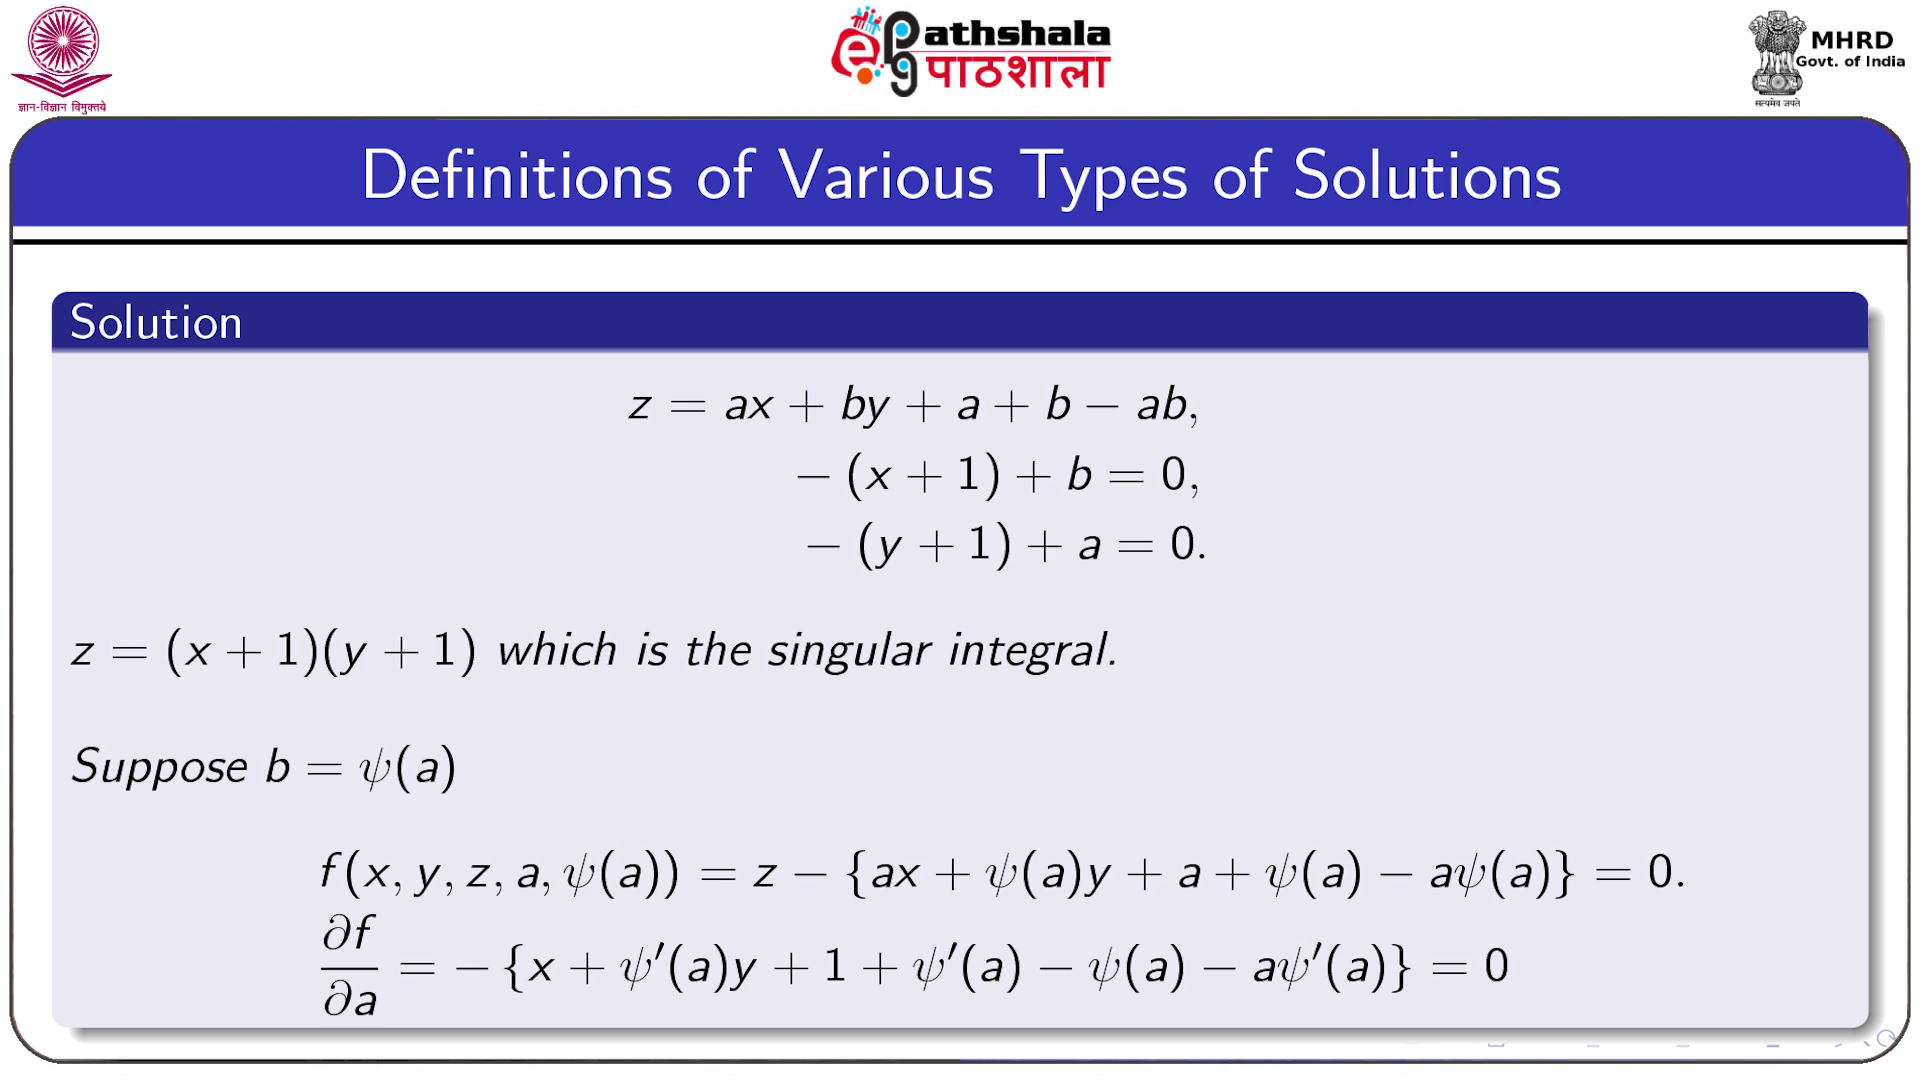 ज्ञान-विज्ञान विमुक्तये
e Pathshala
पाठशाला
MHRD
Govt. of India
सत्यमेव जयते
Definitions of Various Types of Solutions
Solution
z = ax + by + a + b − ab,
− (x + 1) + b = 0,
− (y + 1) + a = 0.
z = (x + 1)(y + 1) which is the singular integral.
Suppose b = ψ(a)
f(x, y, z, a, ψ(a)) = z − {ax + ψ(a)y + a + ψ(a) − aψ(a)} = 0.
∂f/∂a = − {x + ψ′(a)y + 1 + ψ′(a) − ψ(a) − aψ′(a)} = 0